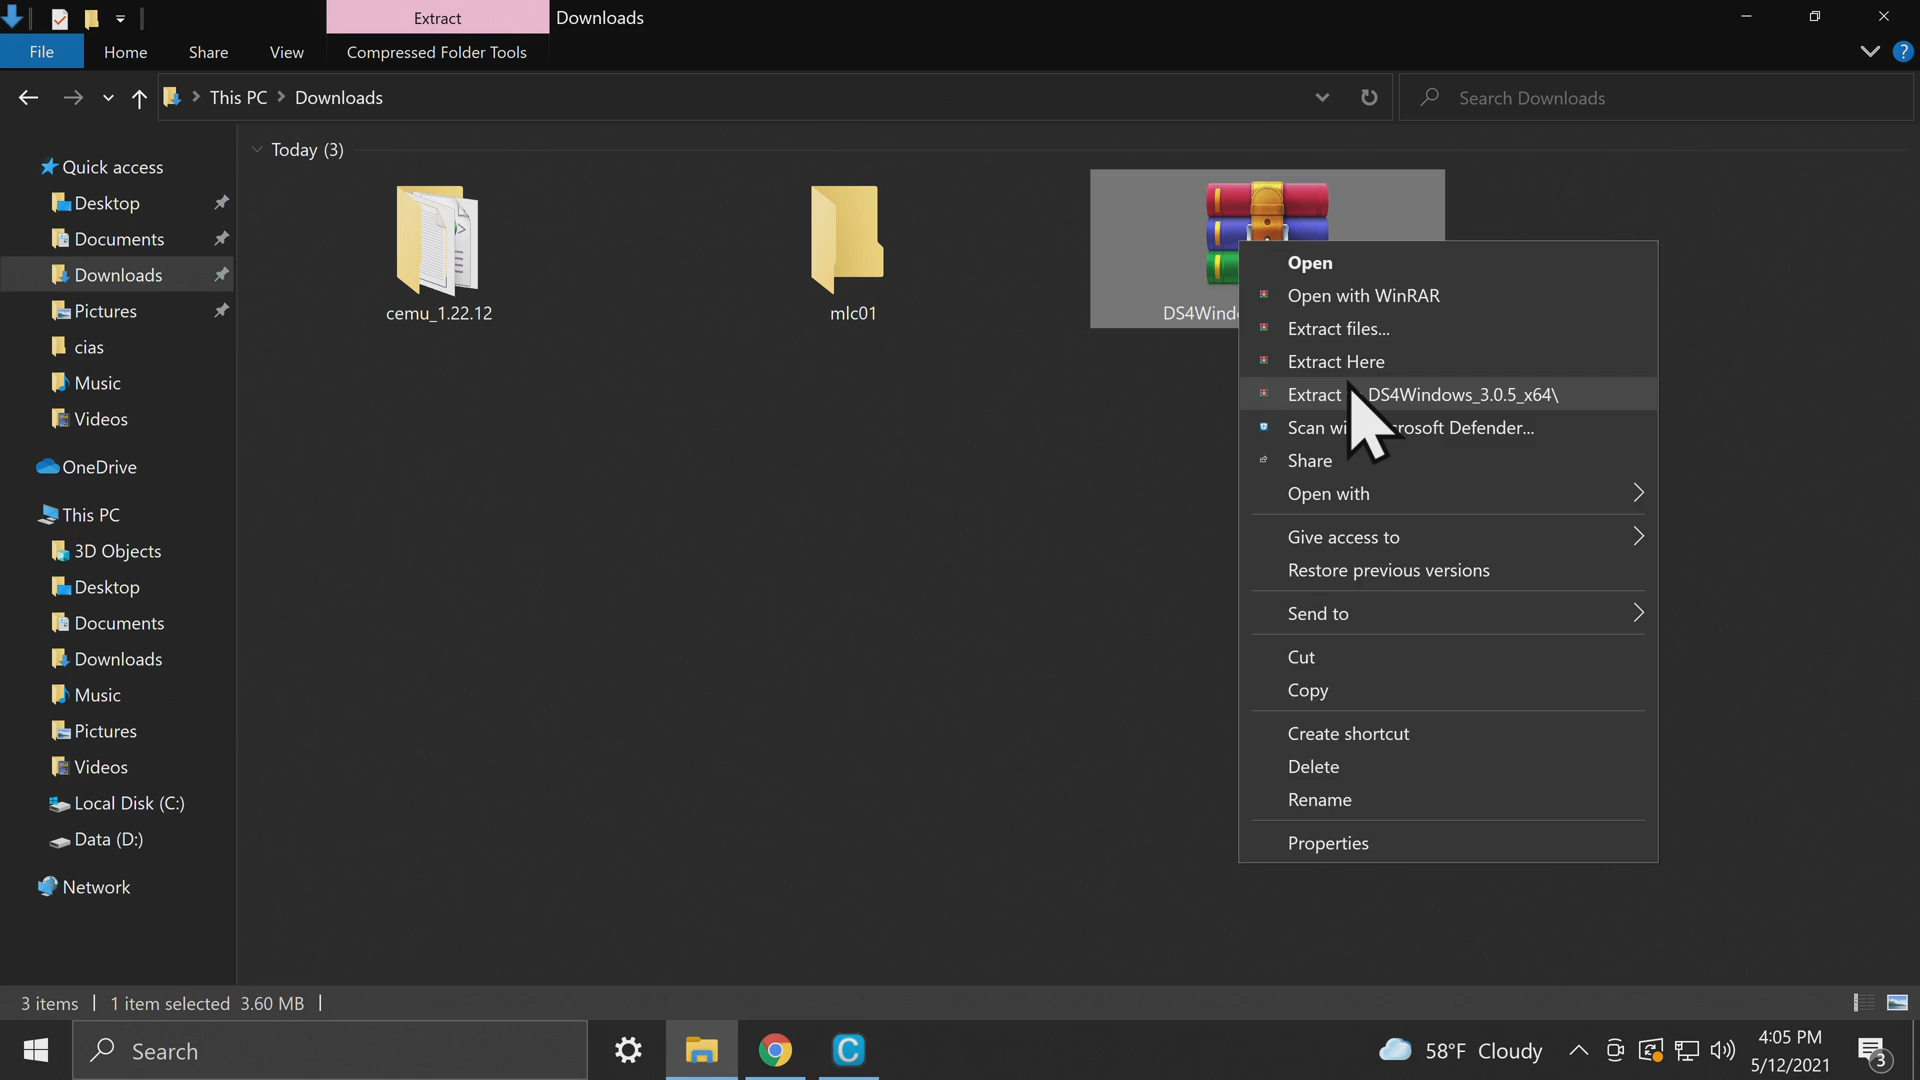 Extract
Downloads
File
Home
Share
View
Compressed Folder Tools
?
This PC
Downloads
Search Downloads
Today (3)
Quick access
Desktop
Documents
Downloads
Pictures
cias
Music
Videos
OneDrive
This PC
3D Objects
Desktop
Documents
Downloads
Music
Pictures
Videos
Local Disk (C:)
Data (D:)
Network
cemu_1.22.12
mlc01
DS4Wind
Open
Open with WinRAR
Extract files...
Extract Here
Extract DS4Windows_3.0.5_x64\
Scan wi rosoft Defender...
Share
Open with
Give access to
Restore previous versions
Send to
Cut
Copy
Create shortcut
Delete
Rename
Properties
3 items
1 item selected 3.60 MB
Search
C
58°F Cloudy
4:05 PM
5/12/2021
3